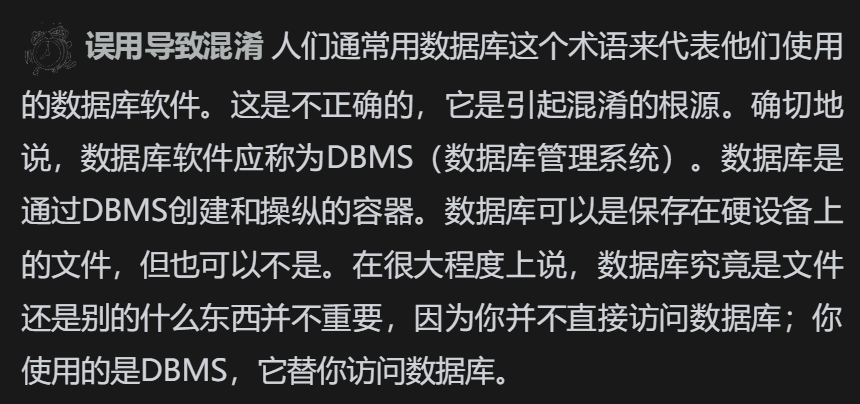 误用导致混淆 人们通常用数据库这个术语来代表他们使用
的数据库软件。这是不正确的，它是引起混淆的根源。确切地
说，数据库软件应称为DBMS（数据库管理系统）。数据库是
通过DBMS创建和操纵的容器。数据库可以是保存在硬设备上
的文件，但也可以不是。在很大程度上说，数据库究竟是文件
还是别的什么东西并不重要，因为你并不直接访问数据库；你
使用的是DBMS，它替你访问数据库。